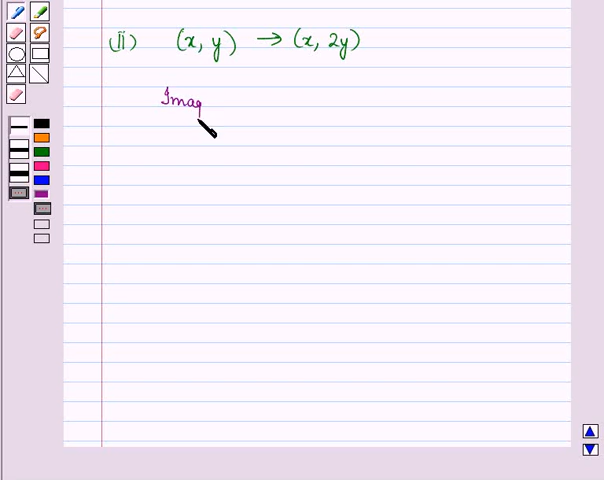 (ii) (x, y) → (x, 2y)
Imag